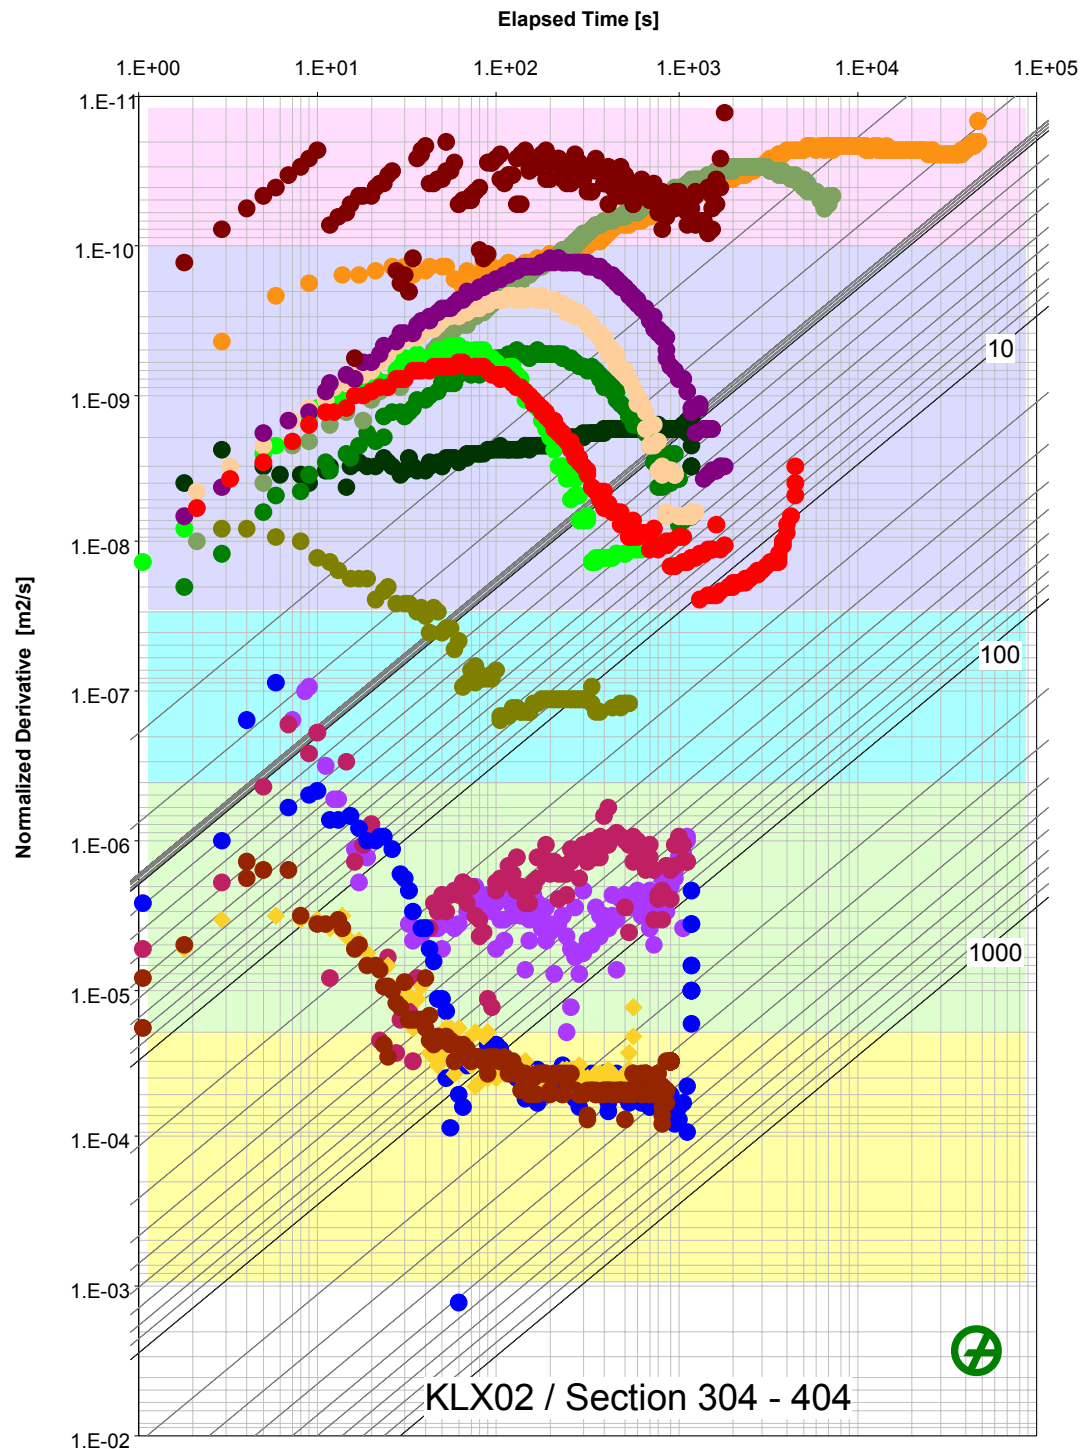 Elapsed Time [s]
1.E+00 1.E+01 1.E+02 1.E+03 1.E+04 1.E+05
1.E-11
1.E-10
10
1.E-09
1.E-08
Normalized Derivative [m2/s]
100
1.E-07
1.E-06
1000
1.E-05
1.E-04
1.E-03
KLX02 / Section 304 - 404
1.E-02